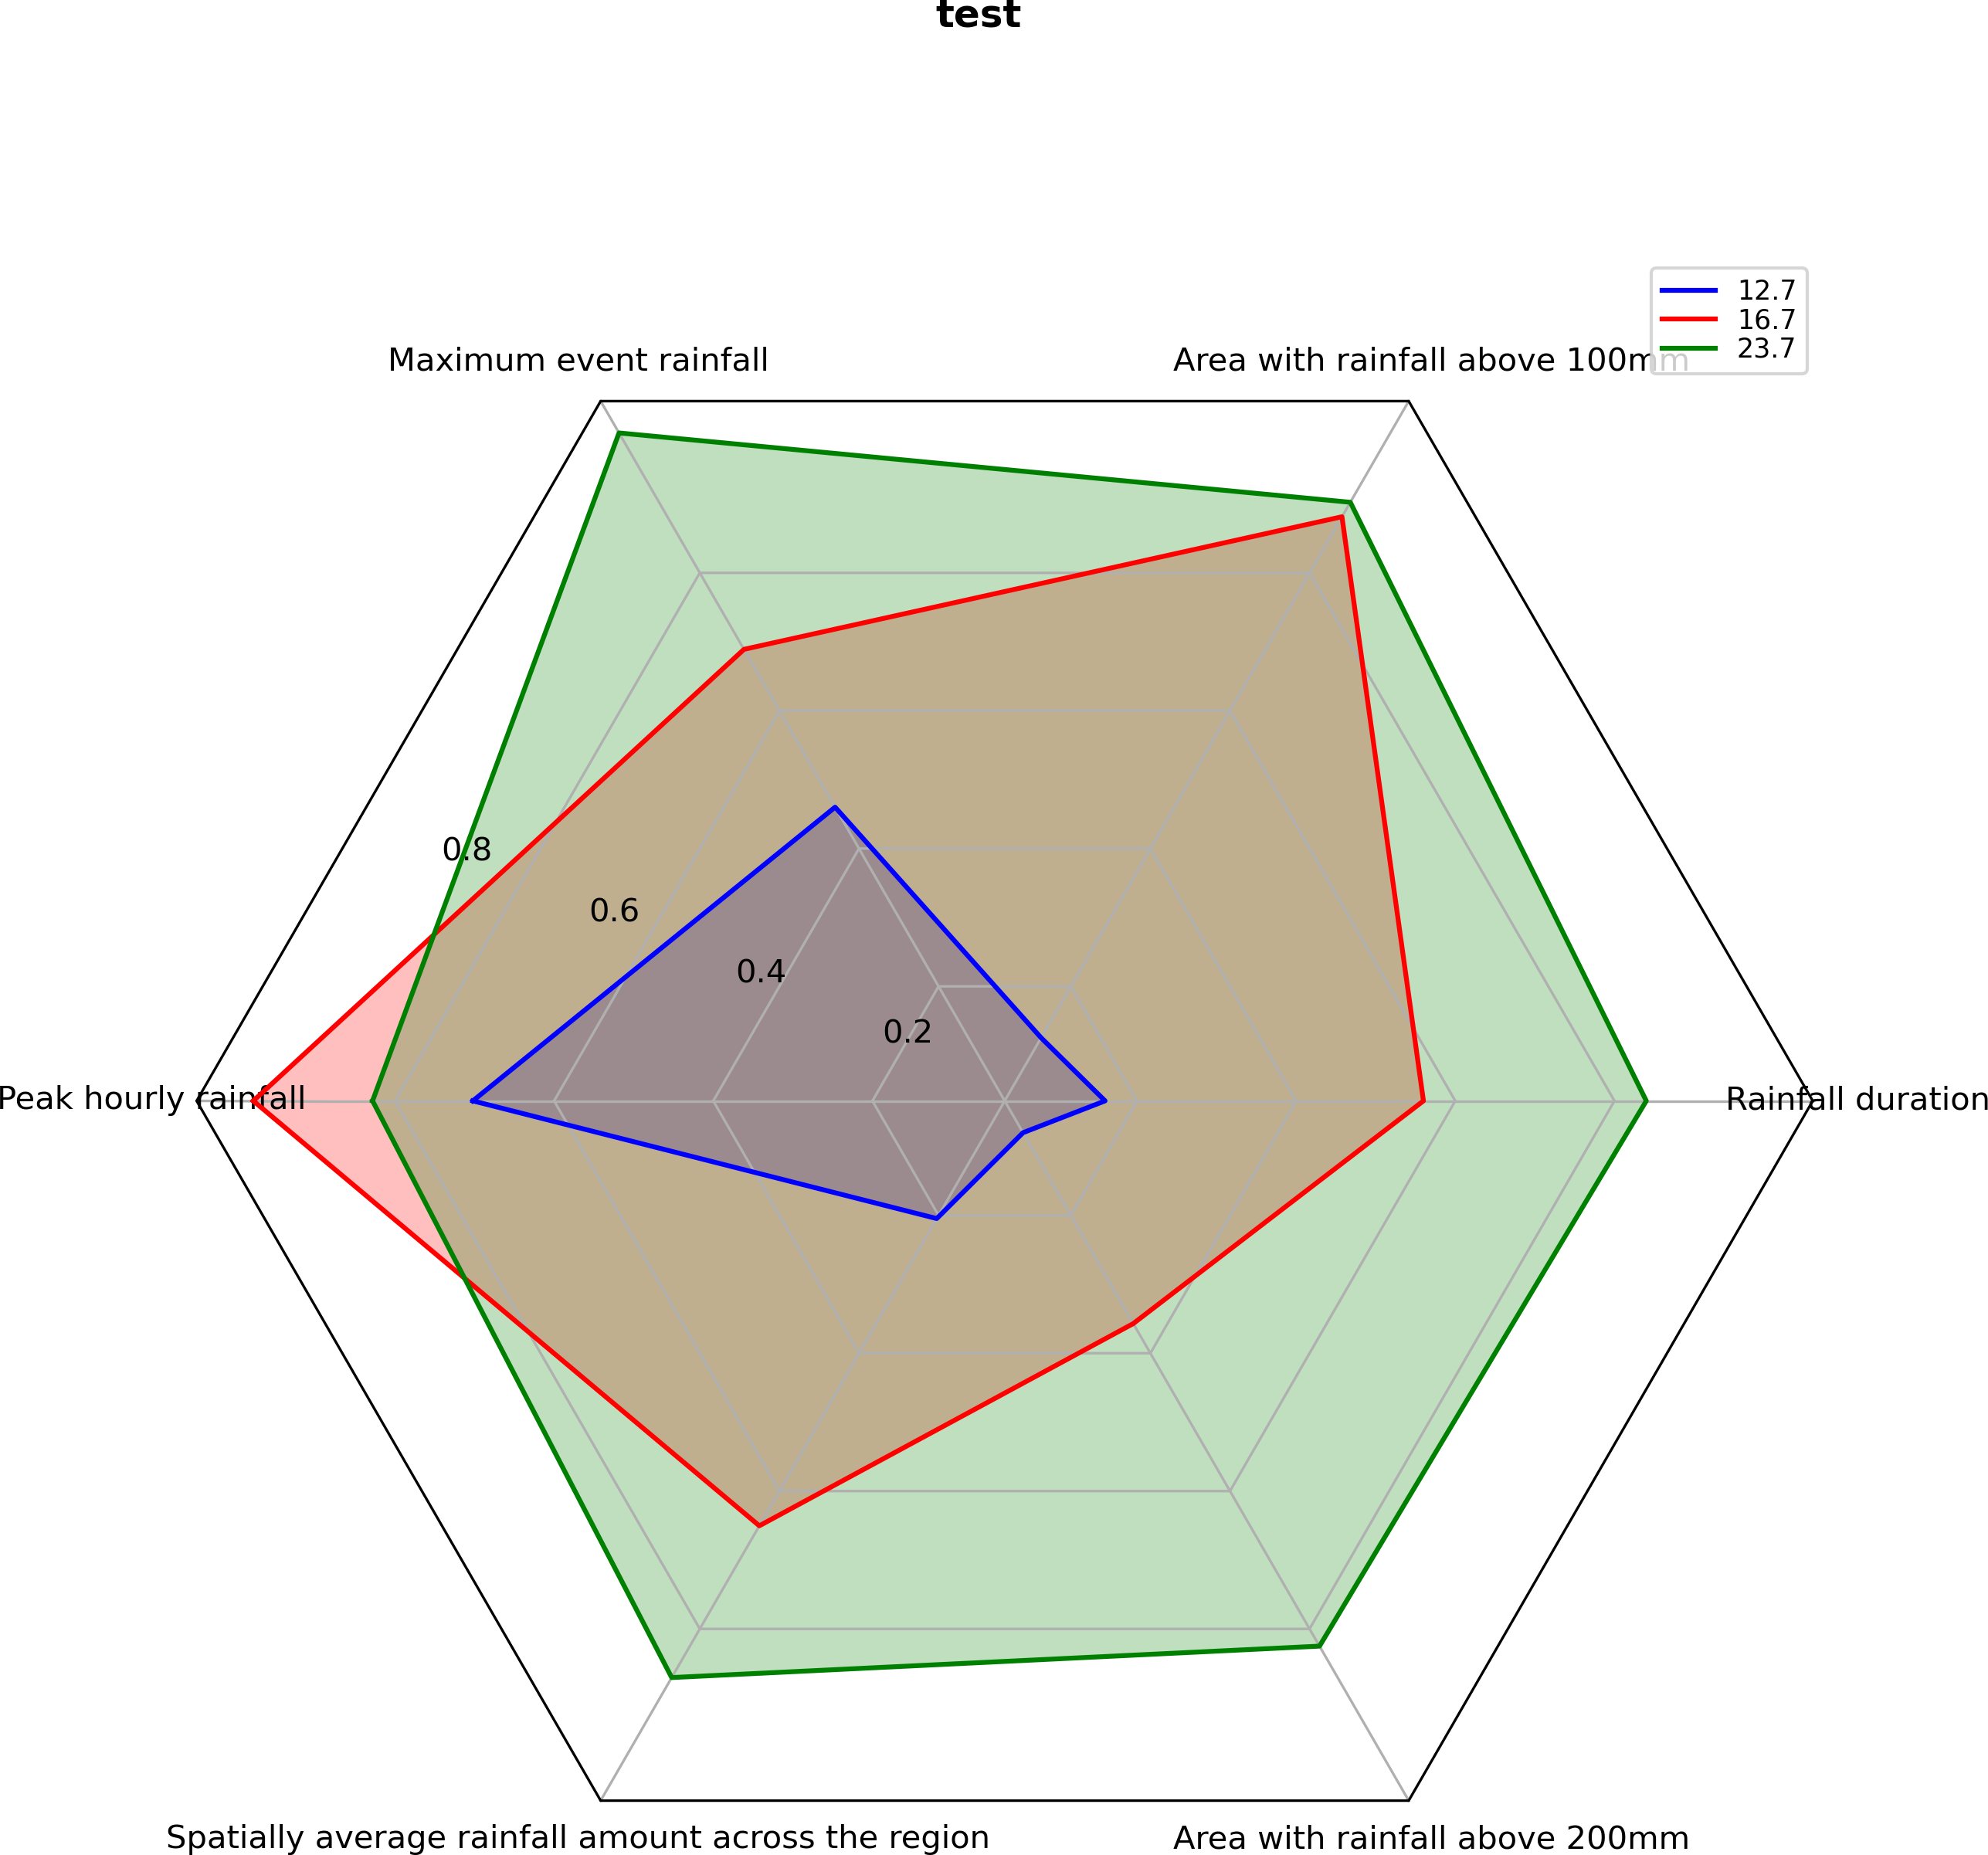 test
12.7
16.7
23.7
Maximum event rainfall
Area with rainfall above 100mm
0.8
0.6
0.4
0.2
Peak hourly rainfall
Rainfall duration
Spatially average rainfall amount across the region
Area with rainfall above 200mm